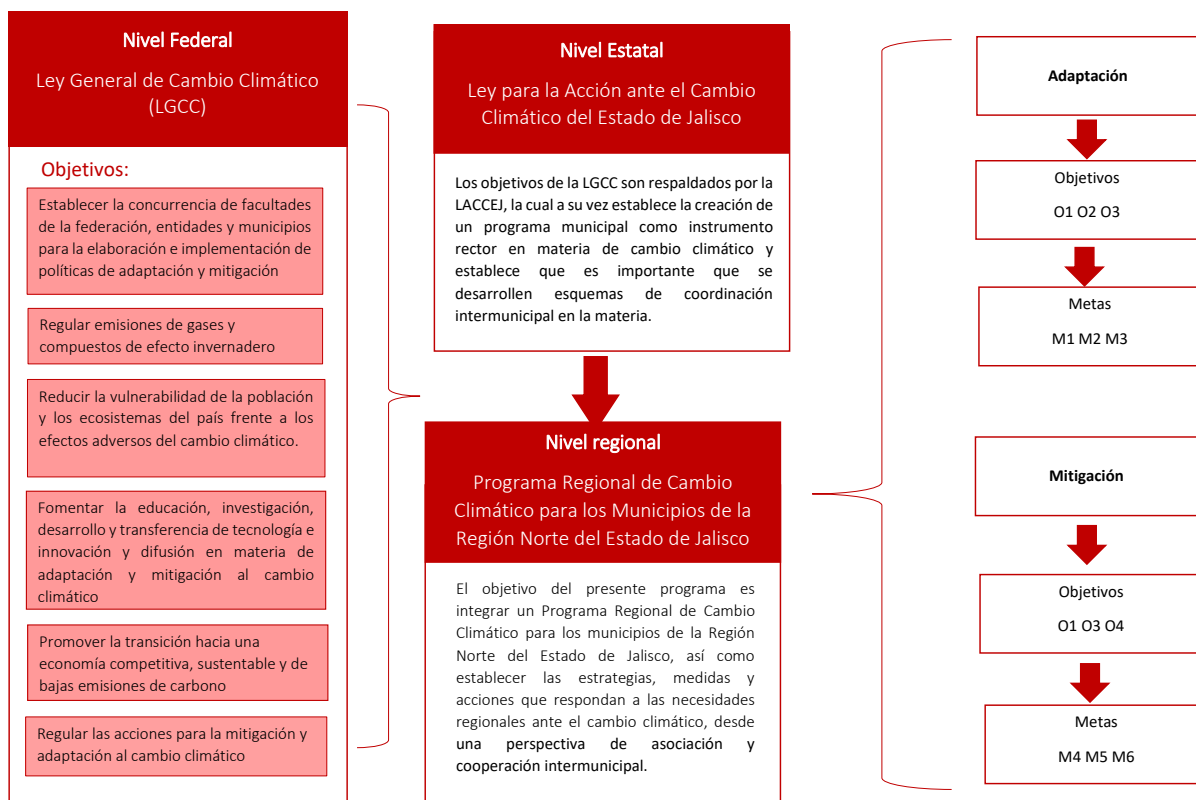 Nivel Federal
Ley General de Cambio Climático
(LGCC)
Objetivos:
Establecer la concurrencia de facultades
de la federación, entidades y municipios
para la elaboración e implementación de
políticas de adaptación y mitigación
Regular emisiones de gases y
compuestos de efecto invernadero
Reducir la vulnerabilidad de la población
y los ecosistemas del país frente a los
efectos adversos del cambio climático.
Fomentar la educación, investigación,
desarrollo y transferencia de tecnología e
innovación y difusión en materia de
adaptación y mitigación al cambio
climático
Promover la transición hacia una
economía competitiva, sustentable y de
bajas emisiones de carbono
Regular las acciones para la mitigación y
adaptación al cambio climático
Nivel Estatal
Ley para la Acción ante el Cambio
Climático del Estado de Jalisco
Los objetivos de la LGCC son respaldados por la
LACCEJ, la cual a su vez establece la creación de
un programa municipal como instrumento
rector en materia de cambio climático y
establece que es importante que se
desarrollen esquemas de coordinación
intermunicipal en la materia.
Nivel regional
Programa Regional de Cambio
Climático para los Municipios de la
Región Norte del Estado de Jalisco
El objetivo del presente programa es
integrar un Programa Regional de Cambio
Climático para los municipios de la Región
Norte del Estado de Jalisco, así como
establecer las estrategias, medidas y
acciones que respondan a las necesidades
regionales ante el cambio climático, desde
una perspectiva de asociación y
cooperación intermunicipal.
Adaptación
Objetivos
O1 O2 O3
Metas
M1 M2 M3
Mitigación
Objetivos
O1 O3 O4
Metas
M4 M5 M6